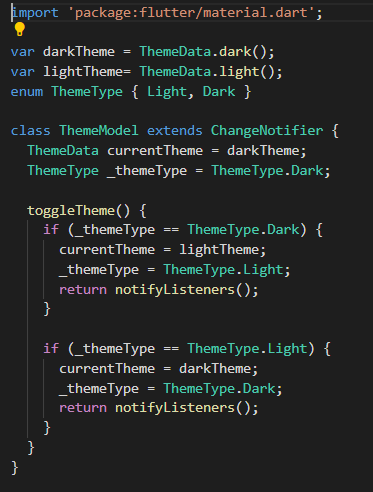 import 'package:flutter/material.dart';
var darkTheme = ThemeData.dark();
var lightTheme= ThemeData.light();
enum ThemeType { Light, Dark }
class ThemeModel extends ChangeNotifier {
  ThemeData currentTheme = darkTheme;
  ThemeType _themeType = ThemeType.Dark;
  toggleTheme() {
    if (_themeType == ThemeType.Dark) {
      currentTheme = lightTheme;
      _themeType = ThemeType.Light;
      return notifyListeners();
    }
    if (_themeType == ThemeType.Light) {
      currentTheme = darkTheme;
      _themeType = ThemeType.Dark;
      return notifyListeners();
    }
  }
}